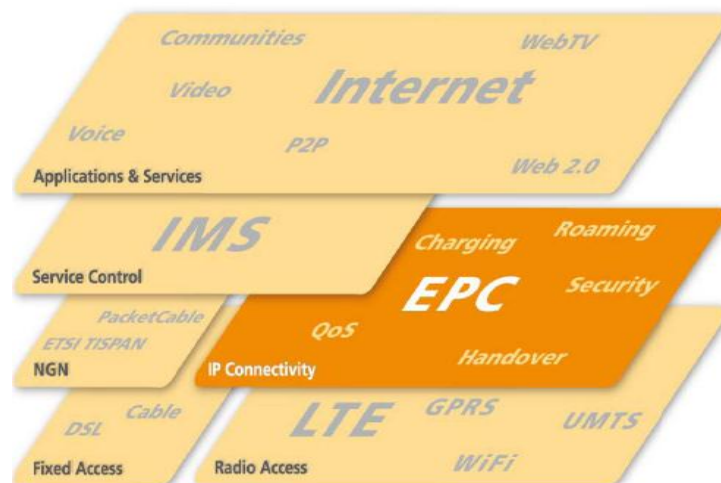 Communities
WebTV
Video
Internet
Voice
P2P
Web 2.0
Applications & Services
IMS
Service Control
Charging
Roaming
EPC
Security
QoS
Handover
IP Connectivity
PacketCable
ETSI TISPAN
NGN
Cable
DSL
Fixed Access
LTE
GPRS
UMTS
WiFi
Radio Access